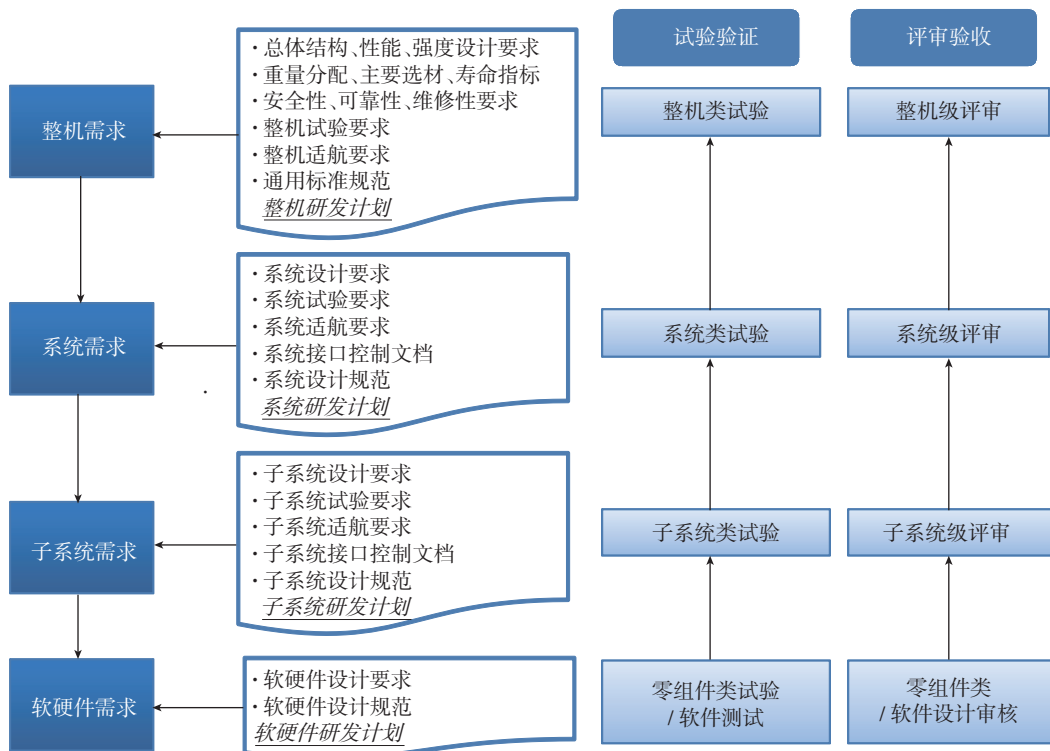 试验验证
评审验收
整机需求
·总体结构、性能、强度设计要求
·重量分配、主要选材、寿命指标
·安全性、可靠性、维修性要求
·整机试验要求
·整机适航要求
·通用标准规范
整机研发计划
整机类试验
整机级评审
系统需求
·系统设计要求
·系统试验要求
·系统适航要求
·系统接口控制文档
·系统设计规范
系统研发计划
系统类试验
系统级评审
子系统需求
·子系统设计要求
·子系统试验要求
·子系统适航要求
·子系统接口控制文档
·子系统设计规范
子系统研发计划
子系统类试验
子系统级评审
软硬件需求
·软硬件设计要求
·软硬件设计规范
软硬件研发计划
零组件类试验
/软件测试
零组件类
/软件设计审核